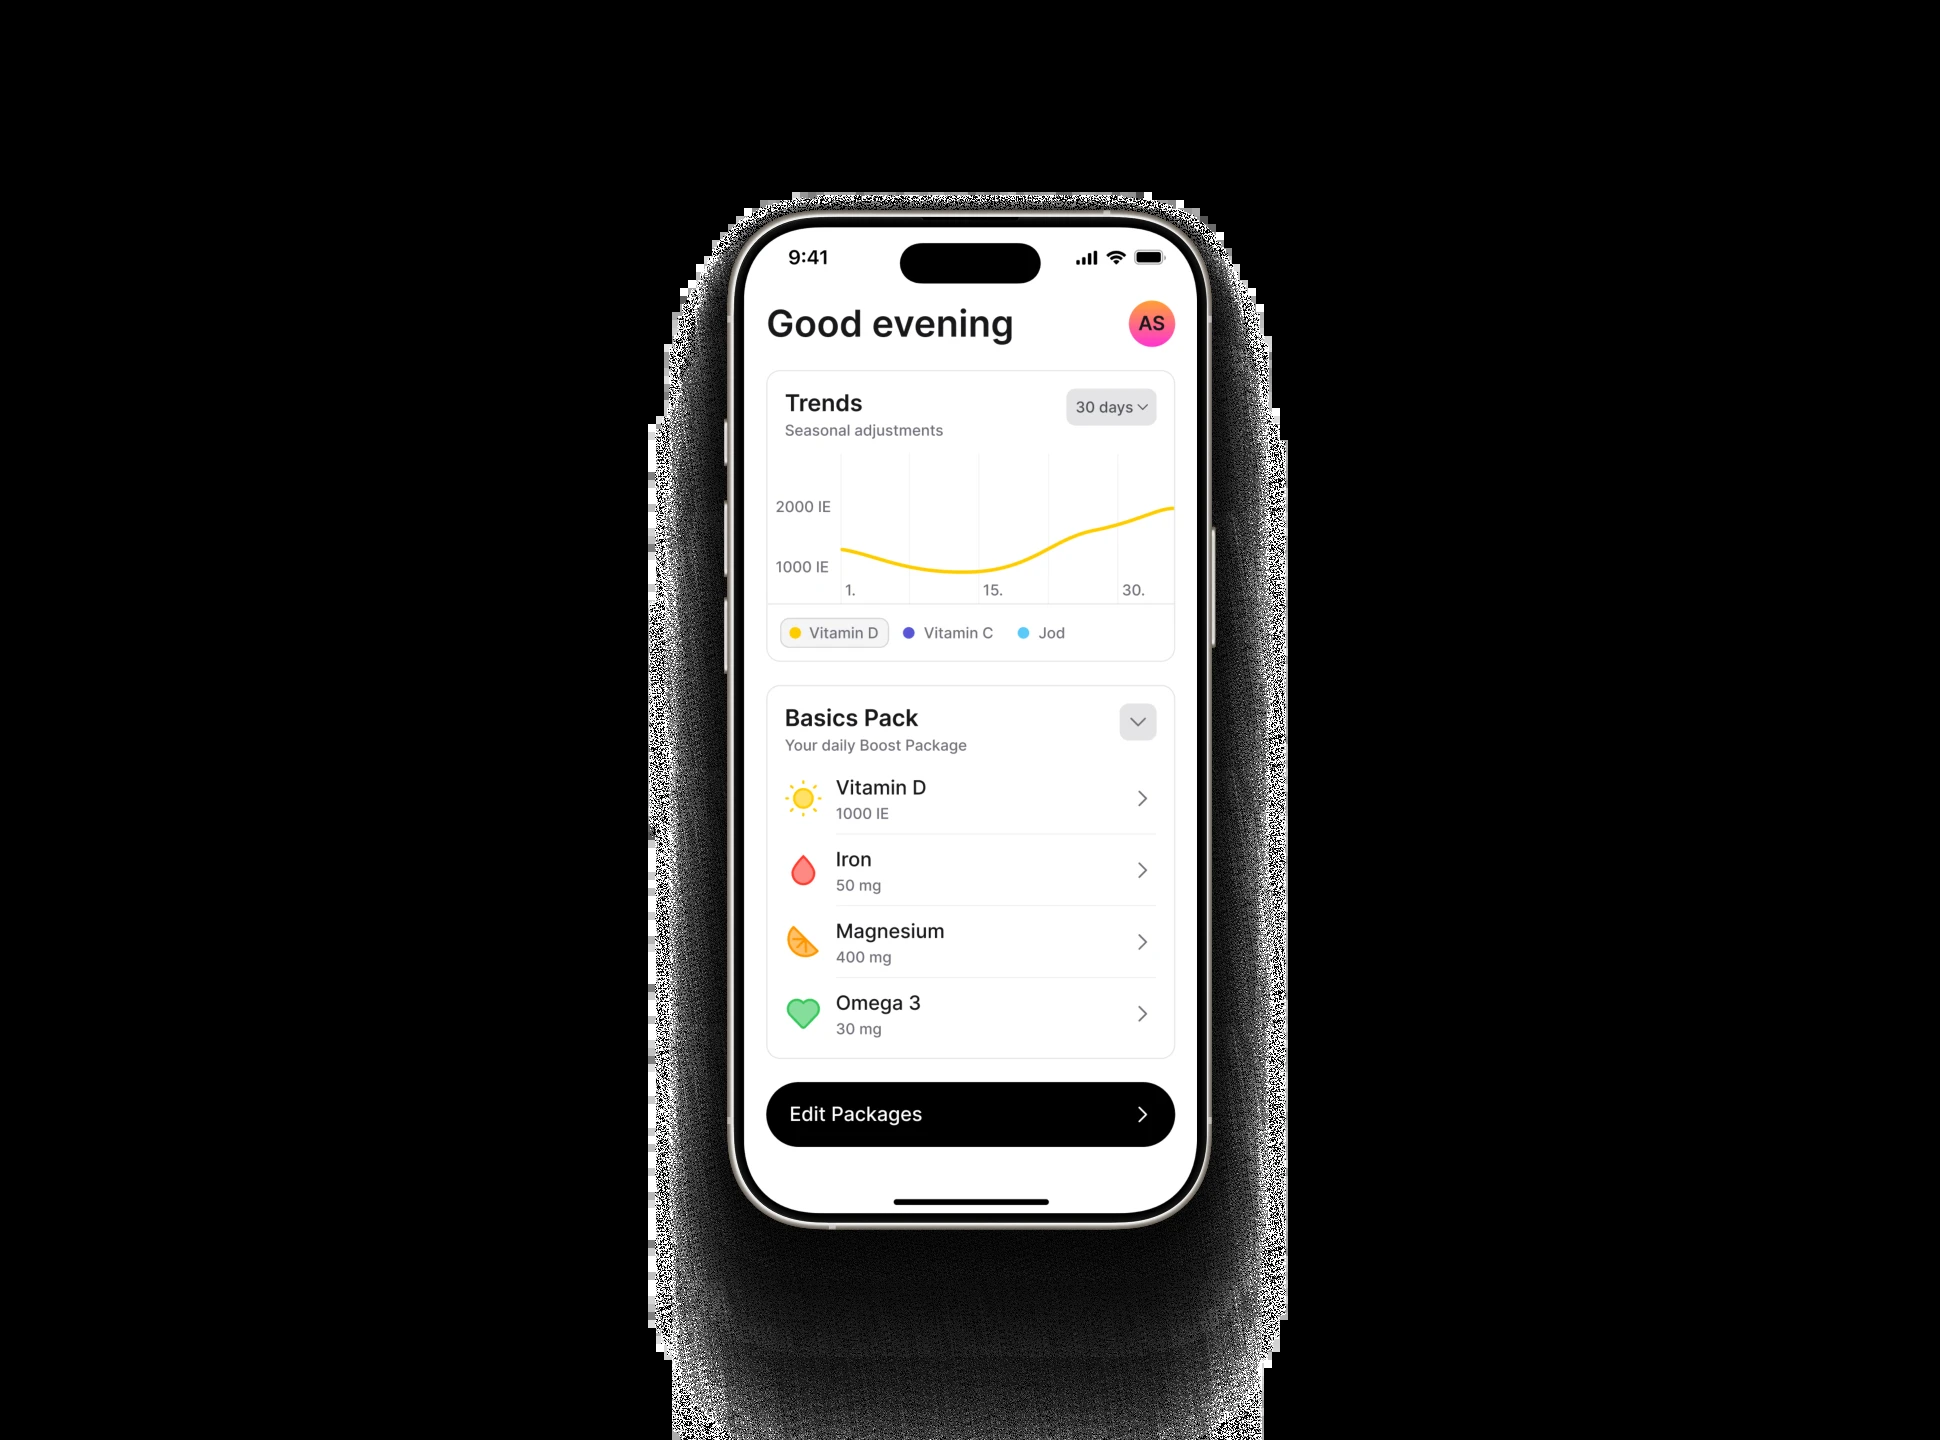 9:41
Good evening
AS
Trends
30 days
Seasonal adjustments
2000 IE
1000 IE
1. 15. 30.
Vitamin D Vitamin C Jod
Basics Pack
Your daily Boost Package
Vitamin D
1000 IE
Iron
50 mg
Magnesium
400 mg
Omega 3
30 mg
Edit Packages